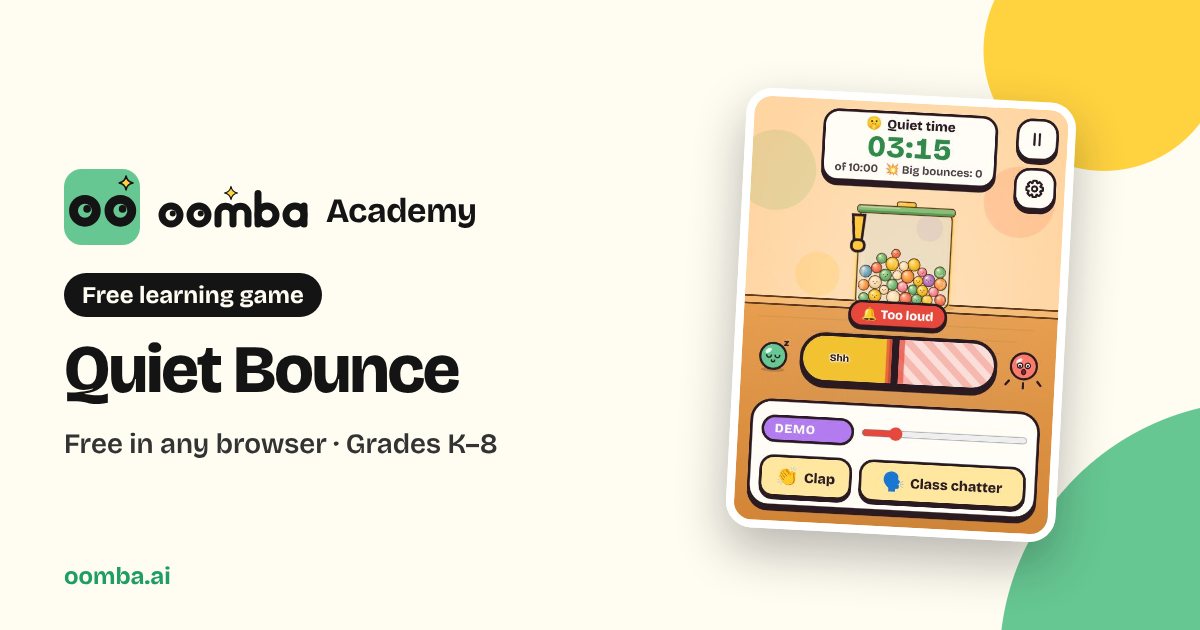 oomba Academy
Free learning game
Quiet Bounce
Free in any browser · Grades K–8
oomba.ai
🤫 Quiet time
03:15
of 10:00 💥 Big bounces: 0
🔔 Too loud
z
Shh
DEMO
👏 Clap
🗣️ Class chatter